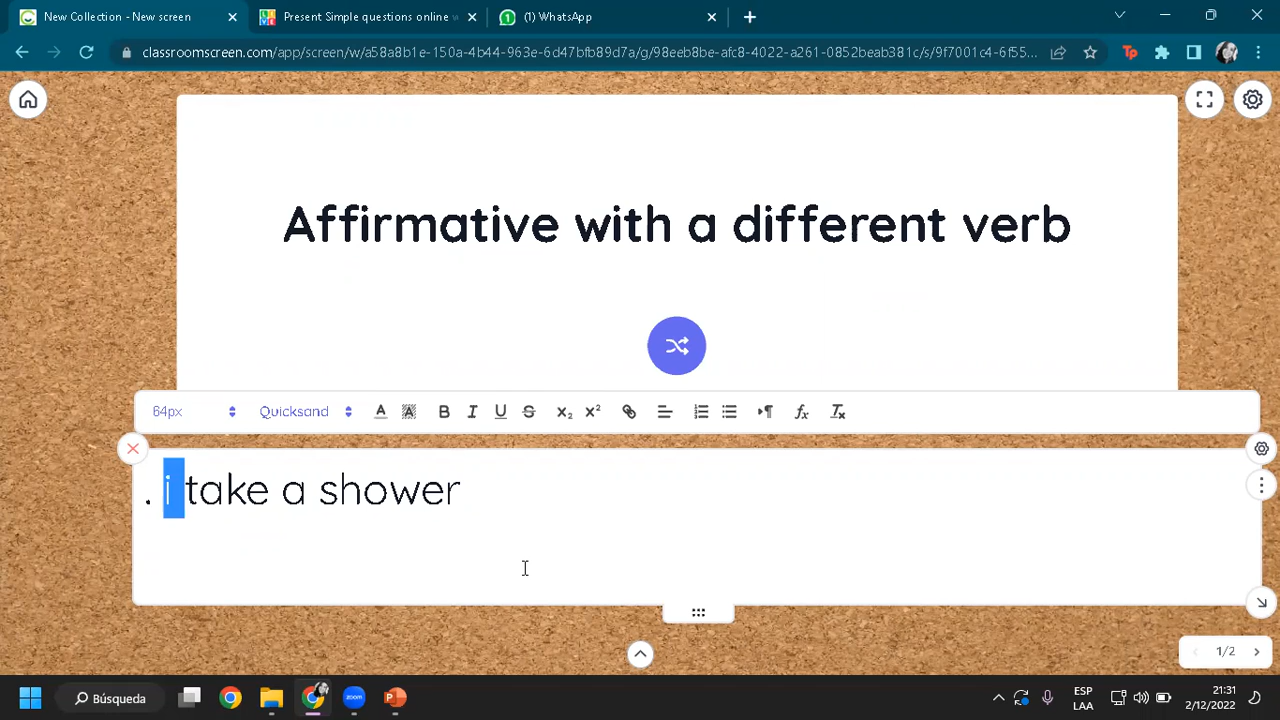 New Collection - New screen
Present Simple questions online w
(1) WhatsApp
classroomscreen.com/app/screen/w/a58a8b1e-150a-4b44-963e-6d47bfb89d7a/g/98eeb8be-afc8-4022-a261-0852beab381c/s/9f7001c4-6f55...
Affirmative with a different verb
64px
Quicksand
. i take a shower
1/2
Búsqueda
ESP
LAA
21:31
2/12/2022